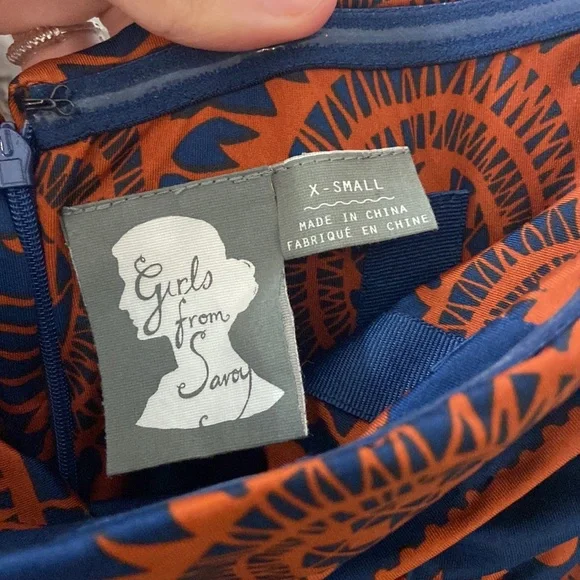 Girls
from
Savoy
X-SMALL
MADE IN CHINA
FABRIQUÉ EN CHINE